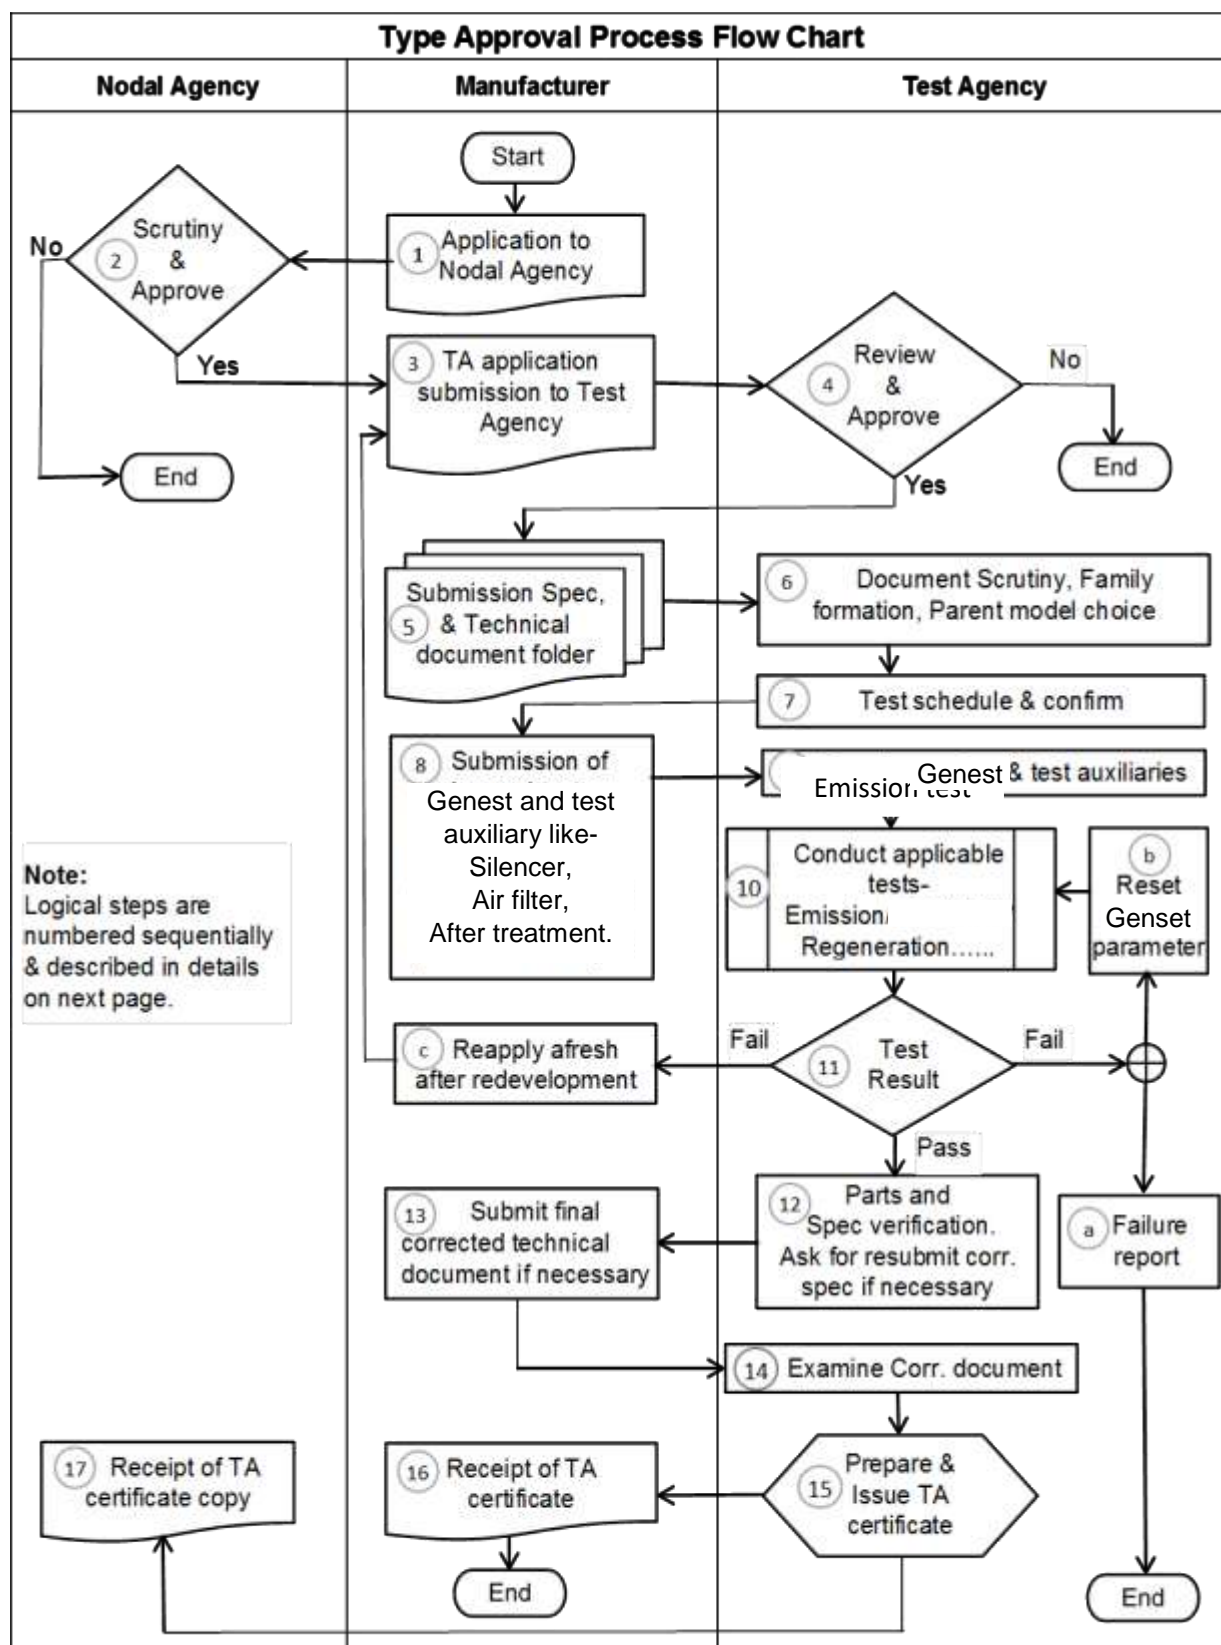 Type Approval Process Flow Chart
Nodal Agency
Manufacturer
Test Agency
Start
1 Application to
Nodal Agency
No
2
Scrutiny
&
Approve
Yes
3 TA application
submission to Test
Agency
4
Review
&
Approve
No
End
End
Yes
5
Submission Spec,
& Technical
document folder
6 Document Scrutiny, Family
formation, Parent model choice
7 Test schedule & confirm
8 Submission of
Genest and test
auxiliary like-
Silencer,
Air filter,
After treatment.
Genest & test auxiliaries
Emission test
10
Conduct applicable
tests-
Emission/
Regeneration......
b
Reset
Genset
parameter
Note:
Logical steps are
numbered sequentially
& described in details
on next page.
c Reapply afresh
after redevelopment
Fail
11
Test
Result
Fail
Pass
12 Parts and
Spec verification.
Ask for resubmit corr.
spec if necessary
13 Submit final
corrected technical
document if necessary
a Failure
report
14 Examine Corr. document
15
Prepare &
Issue TA
certificate
16 Receipt of TA
certificate
17 Receipt of TA
certificate copy
End
End